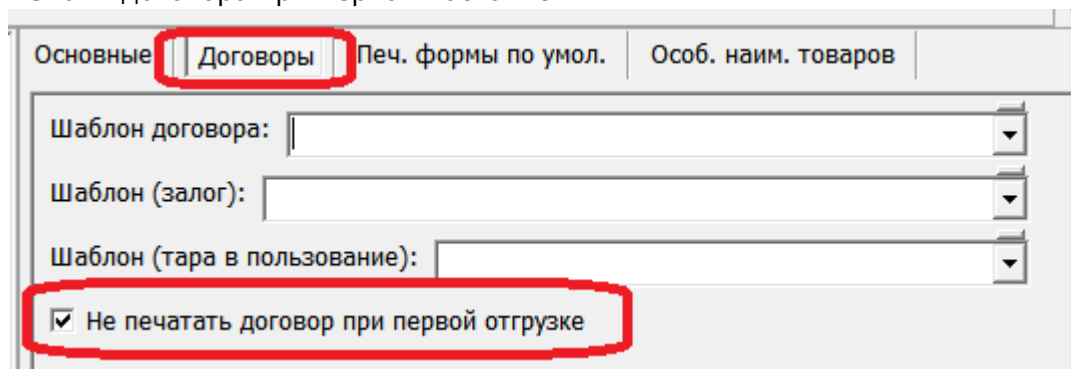 Основные Договоры Печ. формы по умол. Особ. наим. товаров
Шаблон договора:
Шаблон (залог):
Шаблон (тара в пользование):
Не печатать договор при первой отгрузке